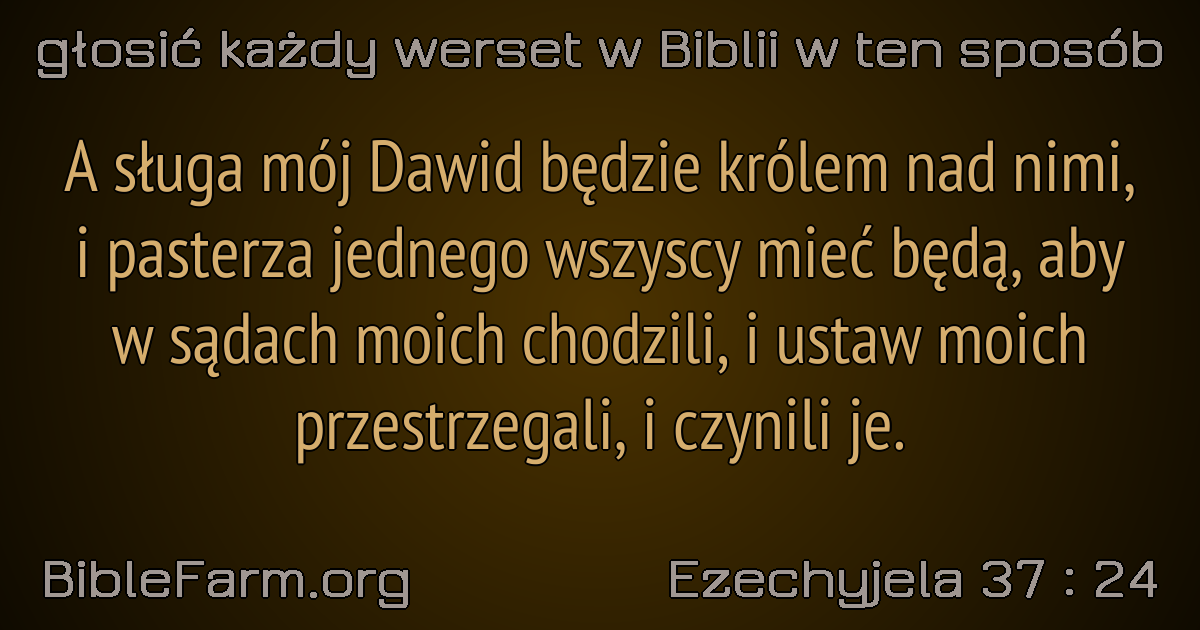 głosić każdy werset w Biblii w ten sposób
A sługa mój Dawid będzie królem nad nimi,
i pasterza jednego wszyscy mieć będą, aby
w sądach moich chodzili, i ustaw moich
przestrzegali, i czynili je.
BibleFarm.org
Ezechyjela 37 : 24